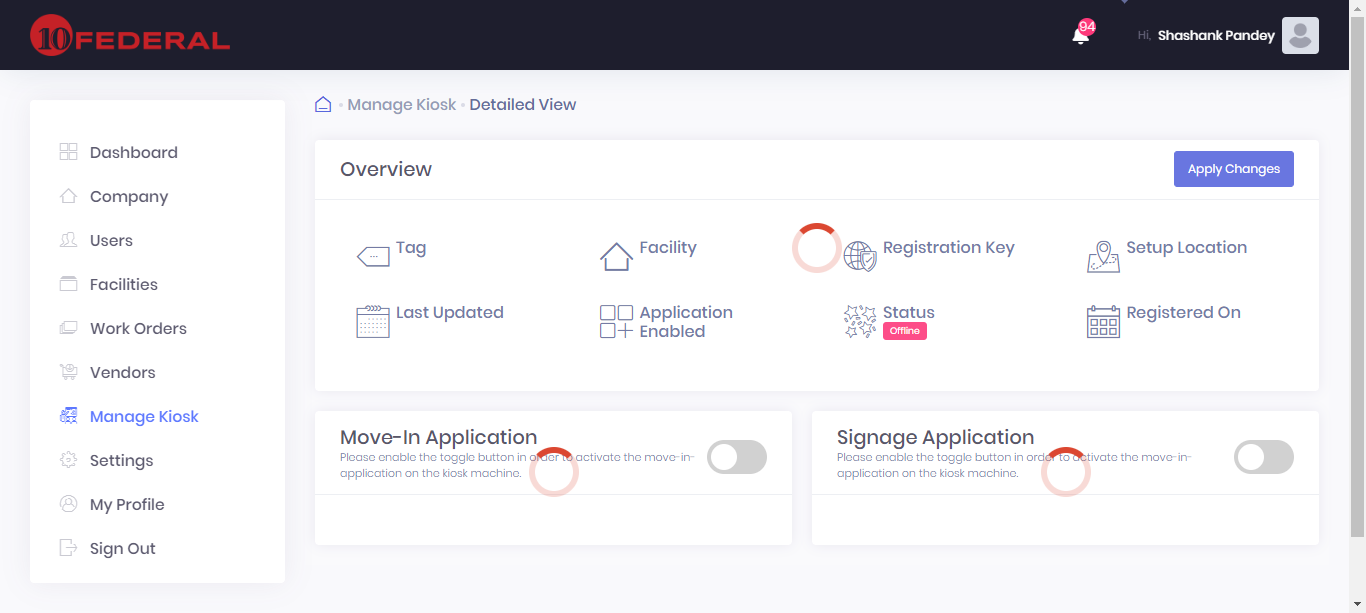 10 FEDERAL
94
Hi, Shashank Pandey
Manage Kiosk • Detailed View
Dashboard
Company
Users
Facilities
Work Orders
Vendors
Manage Kiosk
Settings
My Profile
Sign Out
Overview
Apply Changes
Tag
Facility
Registration Key
Setup Location
Last Updated
Application
Enabled
Status
Offline
Registered On
Move-In Application
Please enable the toggle button in order to activate the move-in-
application on the kiosk machine.
Signage Application
Please enable the toggle button in order to activate the move-in-
application on the kiosk machine.